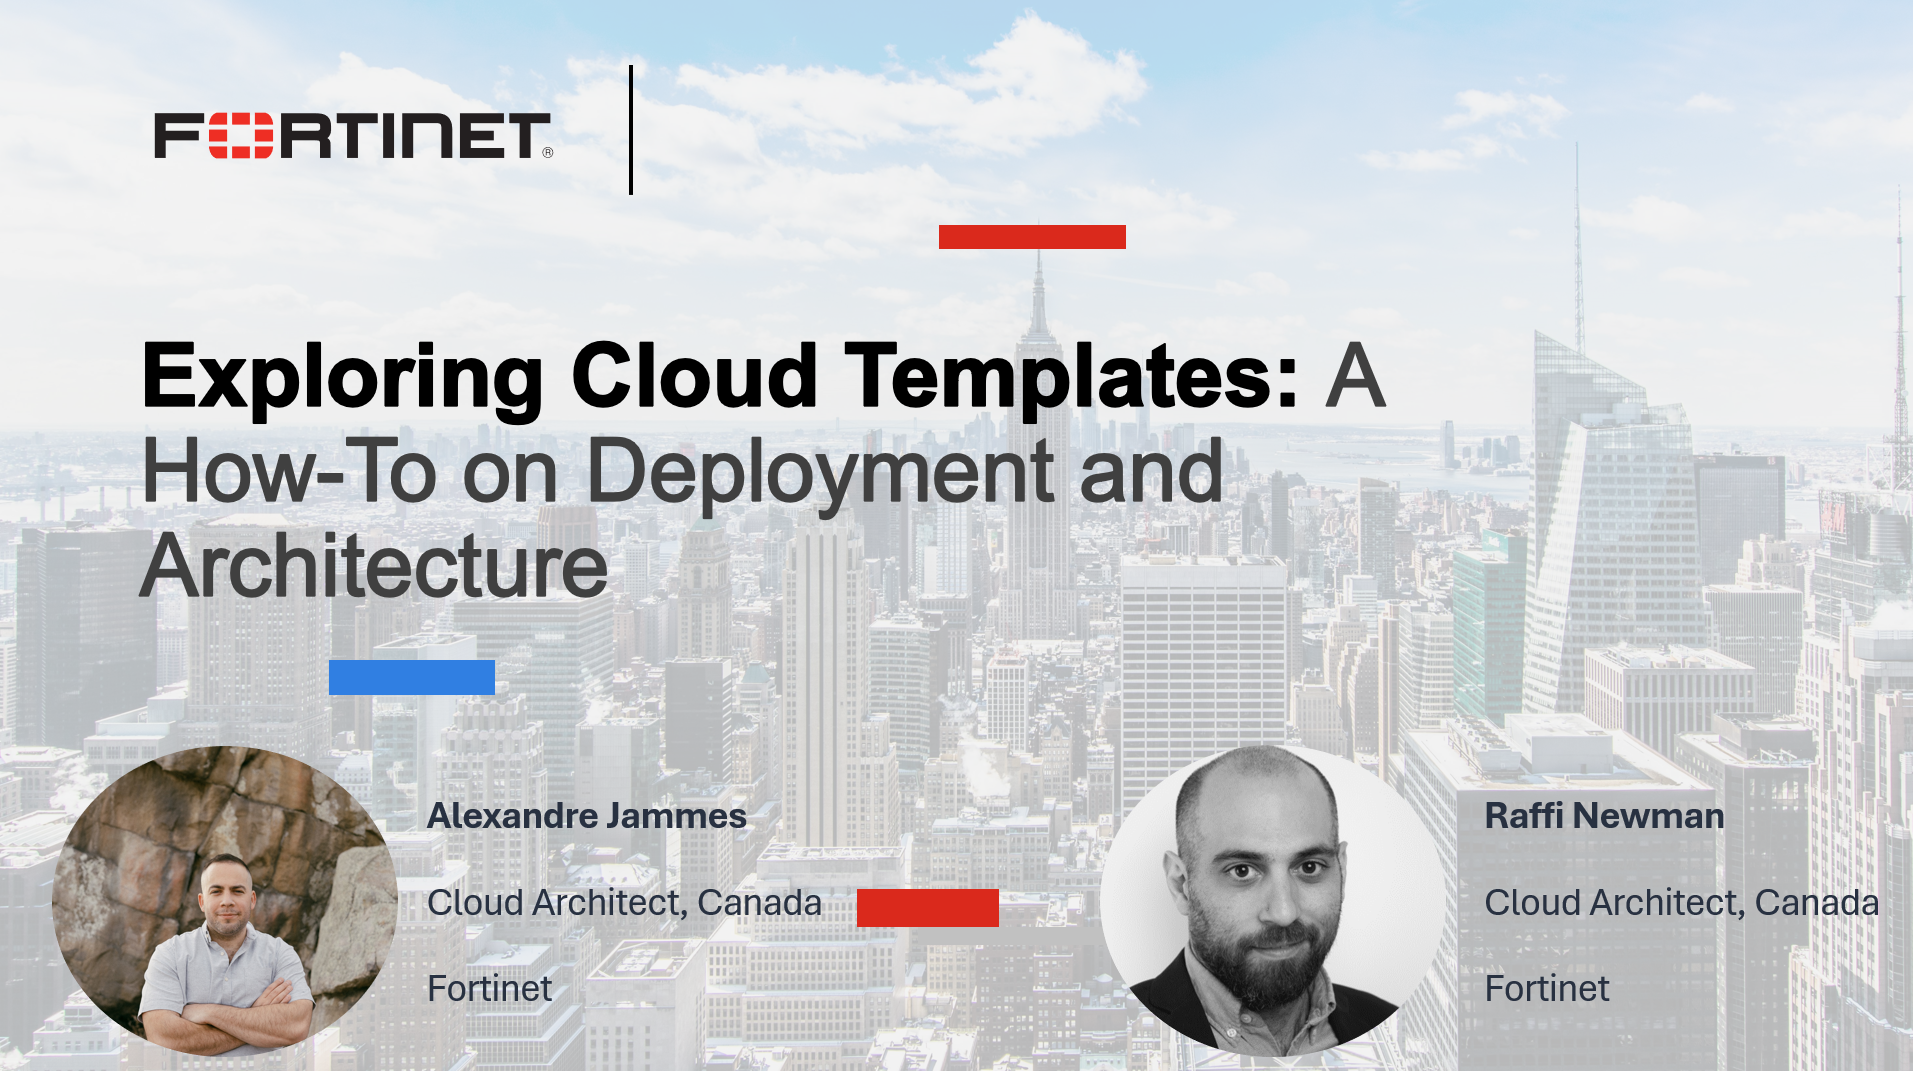 FORTINET®
Exploring Cloud Templates: A
How-To on Deployment and
Architecture
Alexandre Jammes
Cloud Architect, Canada
Fortinet
Raffi Newman
Cloud Architect, Canada
Fortinet